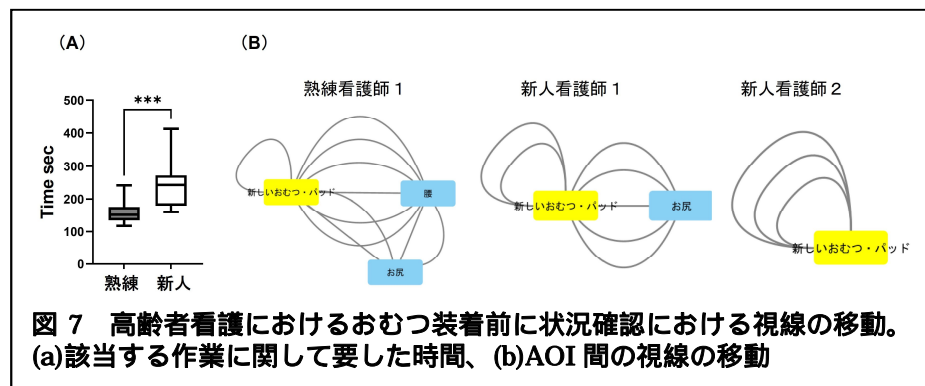 (A)
(B)
熟練看護師１
新人看護師１
新人看護師２
***
500
400
300
200
100
0
Time sec
熟練
新人
新しいおむつ・パッド
腰
お尻
新しいおむつ・パッド
お尻
新しいおむつ・パッド
図 7　高齢者看護におけるおむつ装着前に状況確認における視線の移動。
(a)該当する作業に関して要した時間、(b)AOI 間の視線の移動